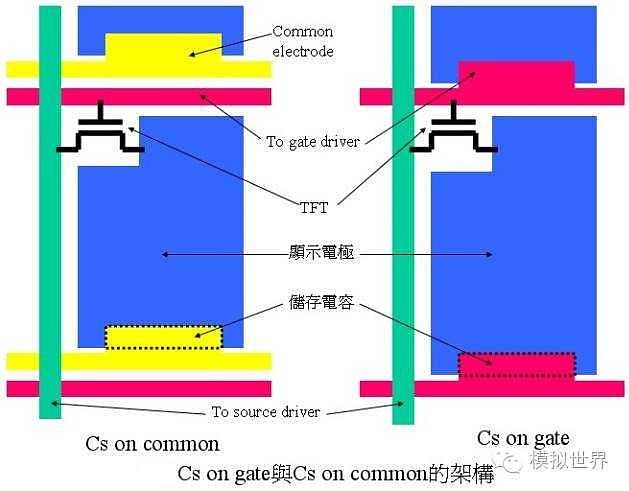 Common
electrode
To gate driver
TFT
顯示電極
儲存電容
To source driver
Cs on common
Cs on gate
Cs on gate與Cs on common的架構
模拟世界